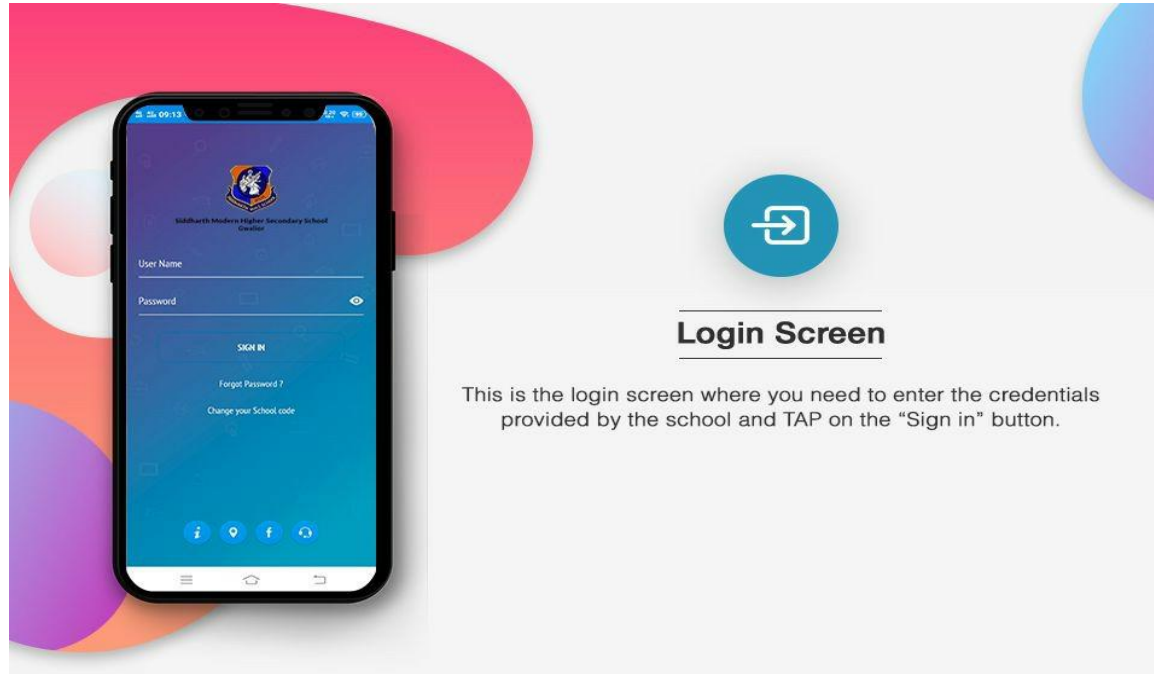 09:13
Siddharth Modern Higher Secondary School
Gwalior
User Name
Password
SIGN IN
Forgot Password ?
Change your School code
Login Screen
This is the login screen where you need to enter the credentials
provided by the school and TAP on the “Sign in” button.